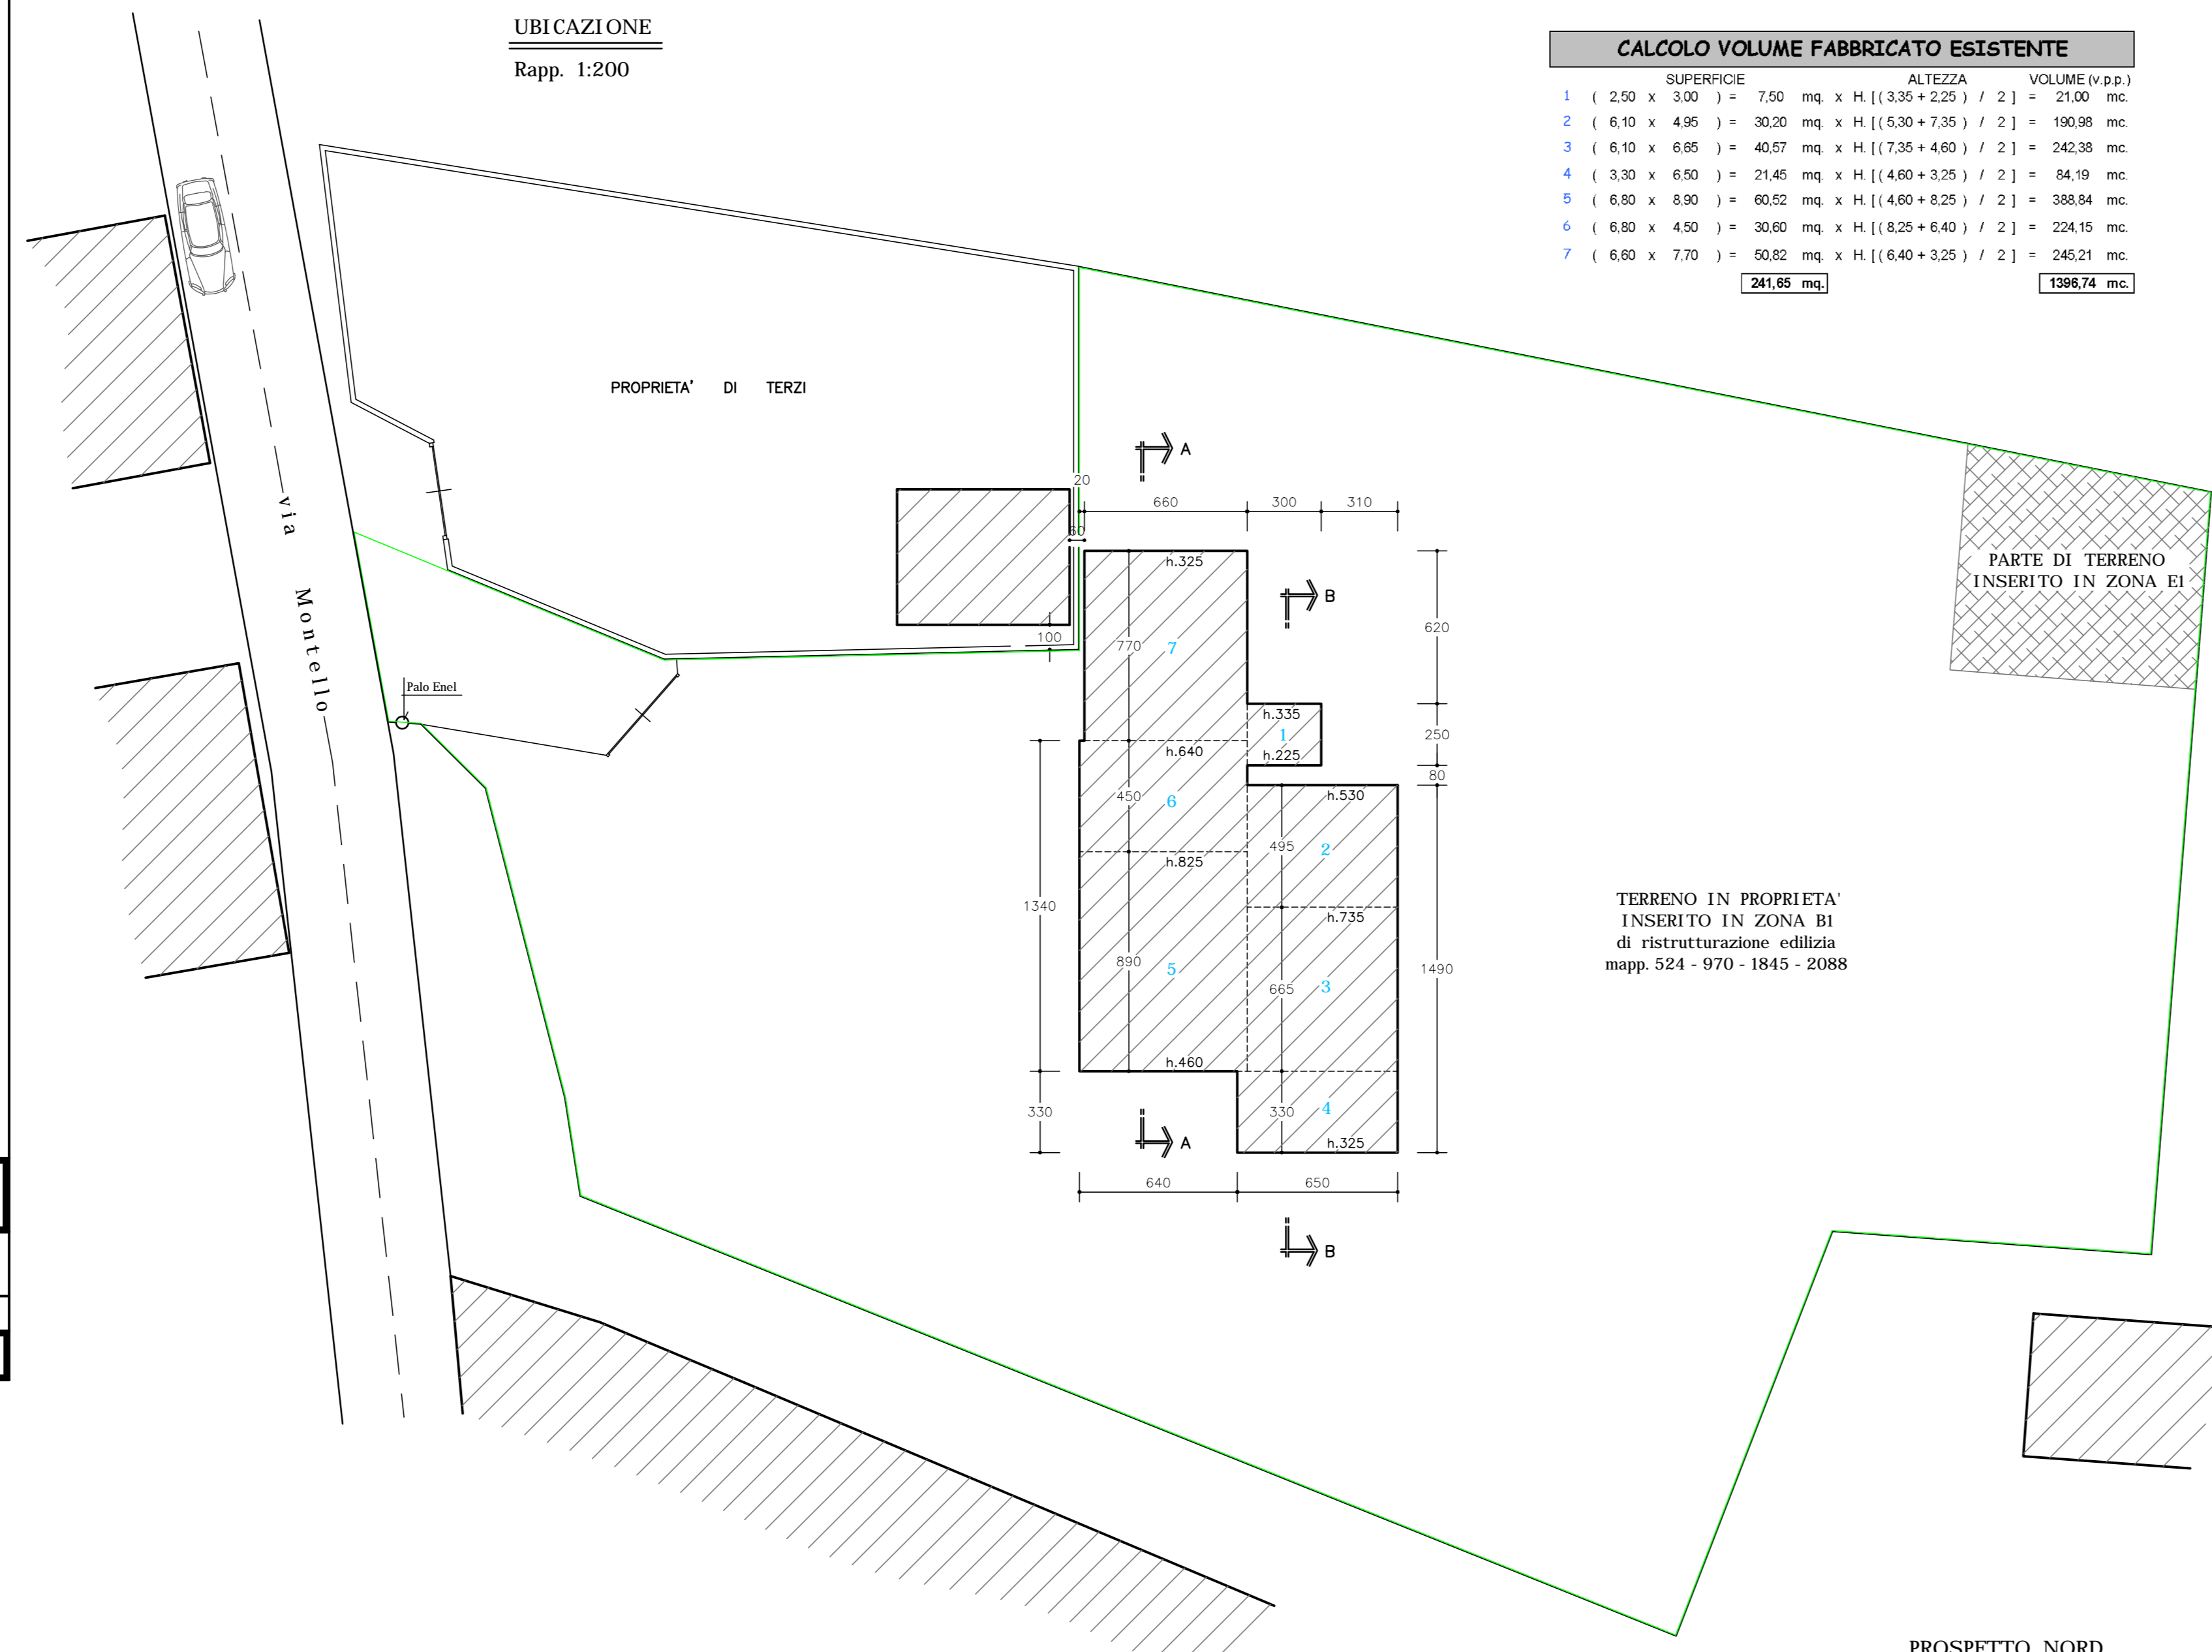 UBICAZIONE
Rapp. 1:200
CALCOLO VOLUME FABBRICATO ESISTENTE
SUPERFICIE ALTEZZA VOLUME (v.p.p.)
1 ( 2,50 x 3,00 ) = 7,50 mq. x H. [ ( 3,35 + 2,25 ) / 2 ] = 21,00 mc.
2 ( 6,10 x 4,95 ) = 30,20 mq. x H. [ ( 5,30 + 7,35 ) / 2 ] = 190,98 mc.
3 ( 6,10 x 6,65 ) = 40,57 mq. x H. [ ( 7,35 + 4,60 ) / 2 ] = 242,38 mc.
4 ( 3,30 x 6,50 ) = 21,45 mq. x H. [ ( 4,60 + 3,25 ) / 2 ] = 84,19 mc.
5 ( 6,80 x 8,90 ) = 60,52 mq. x H. [ ( 4,60 + 8,25 ) / 2 ] = 388,84 mc.
6 ( 6,80 x 4,50 ) = 30,60 mq. x H. [ ( 8,25 + 6,40 ) / 2 ] = 224,15 mc.
7 ( 6,60 x 7,70 ) = 50,82 mq. x H. [ ( 6,40 + 3,25 ) / 2 ] = 245,21 mc.
241,65 mq. 1396,74 mc.
PROPRIETA' DI TERZI
via Montello
Palo Enel
A
20
660 300 310
60
h.325
B
100
770
7
620
h.335
1
h.225
250
h.640
80
450
6
h.530
495
2
h.825
1340
h.735
890
5
665
3
1490
h.460
330
330
4
h.325
A
640 650
B
PARTE DI TERRENO
INSERITO IN ZONA E1
TERRENO IN PROPRIETA'
INSERITO IN ZONA B1
di ristrutturazione edilizia
mapp. 524 - 970 - 1845 - 2088
PROSPETTO NORD